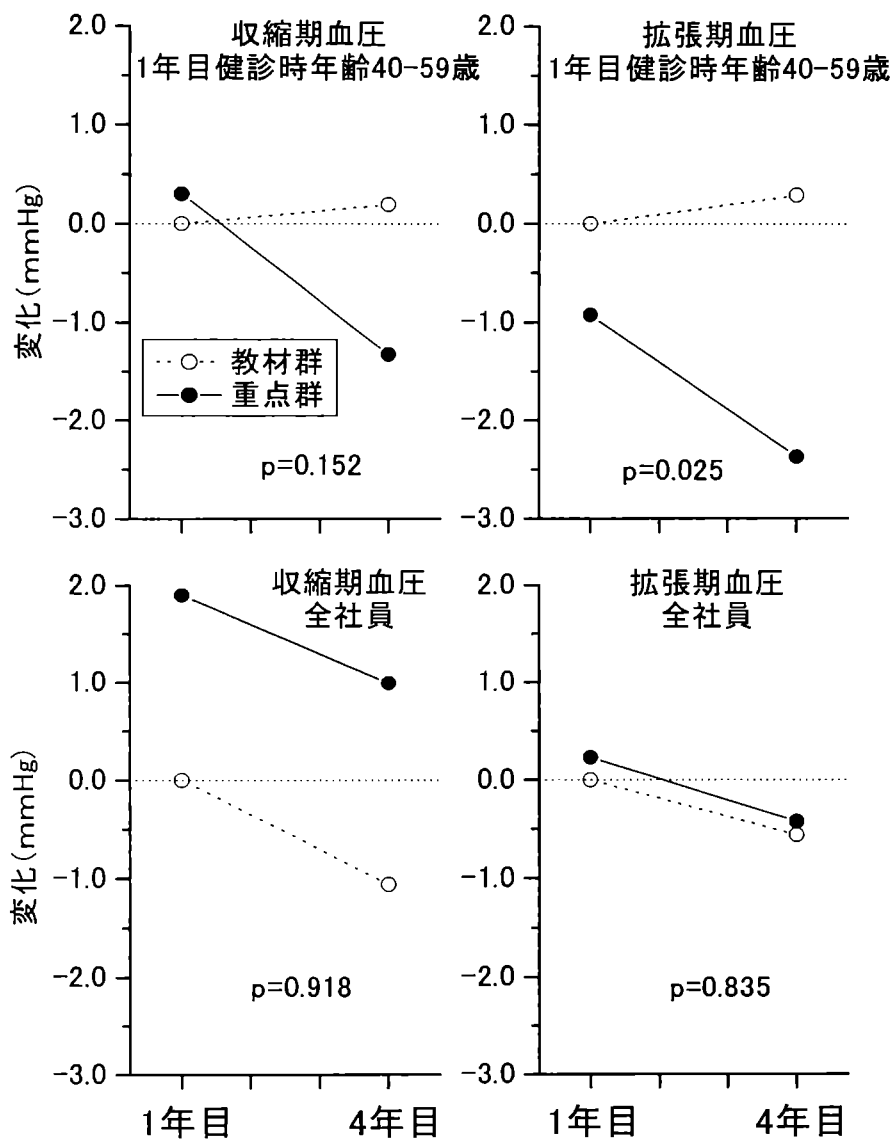 収縮期血圧
1年目健診時年齢40-59歳
2.0
1.0
0.0
-1.0
-2.0
-3.0
変化(mmHg)
教材群
重点群
p=0.152
拡張期血圧
1年目健診時年齢40-59歳
2.0
1.0
0.0
-1.0
-2.0
-3.0
p=0.025
収縮期血圧
全社員
2.0
1.0
0.0
-1.0
-2.0
-3.0
変化(mmHg)
p=0.918
1年目
4年目
拡張期血圧
全社員
2.0
1.0
0.0
-1.0
-2.0
-3.0
p=0.835
1年目
4年目